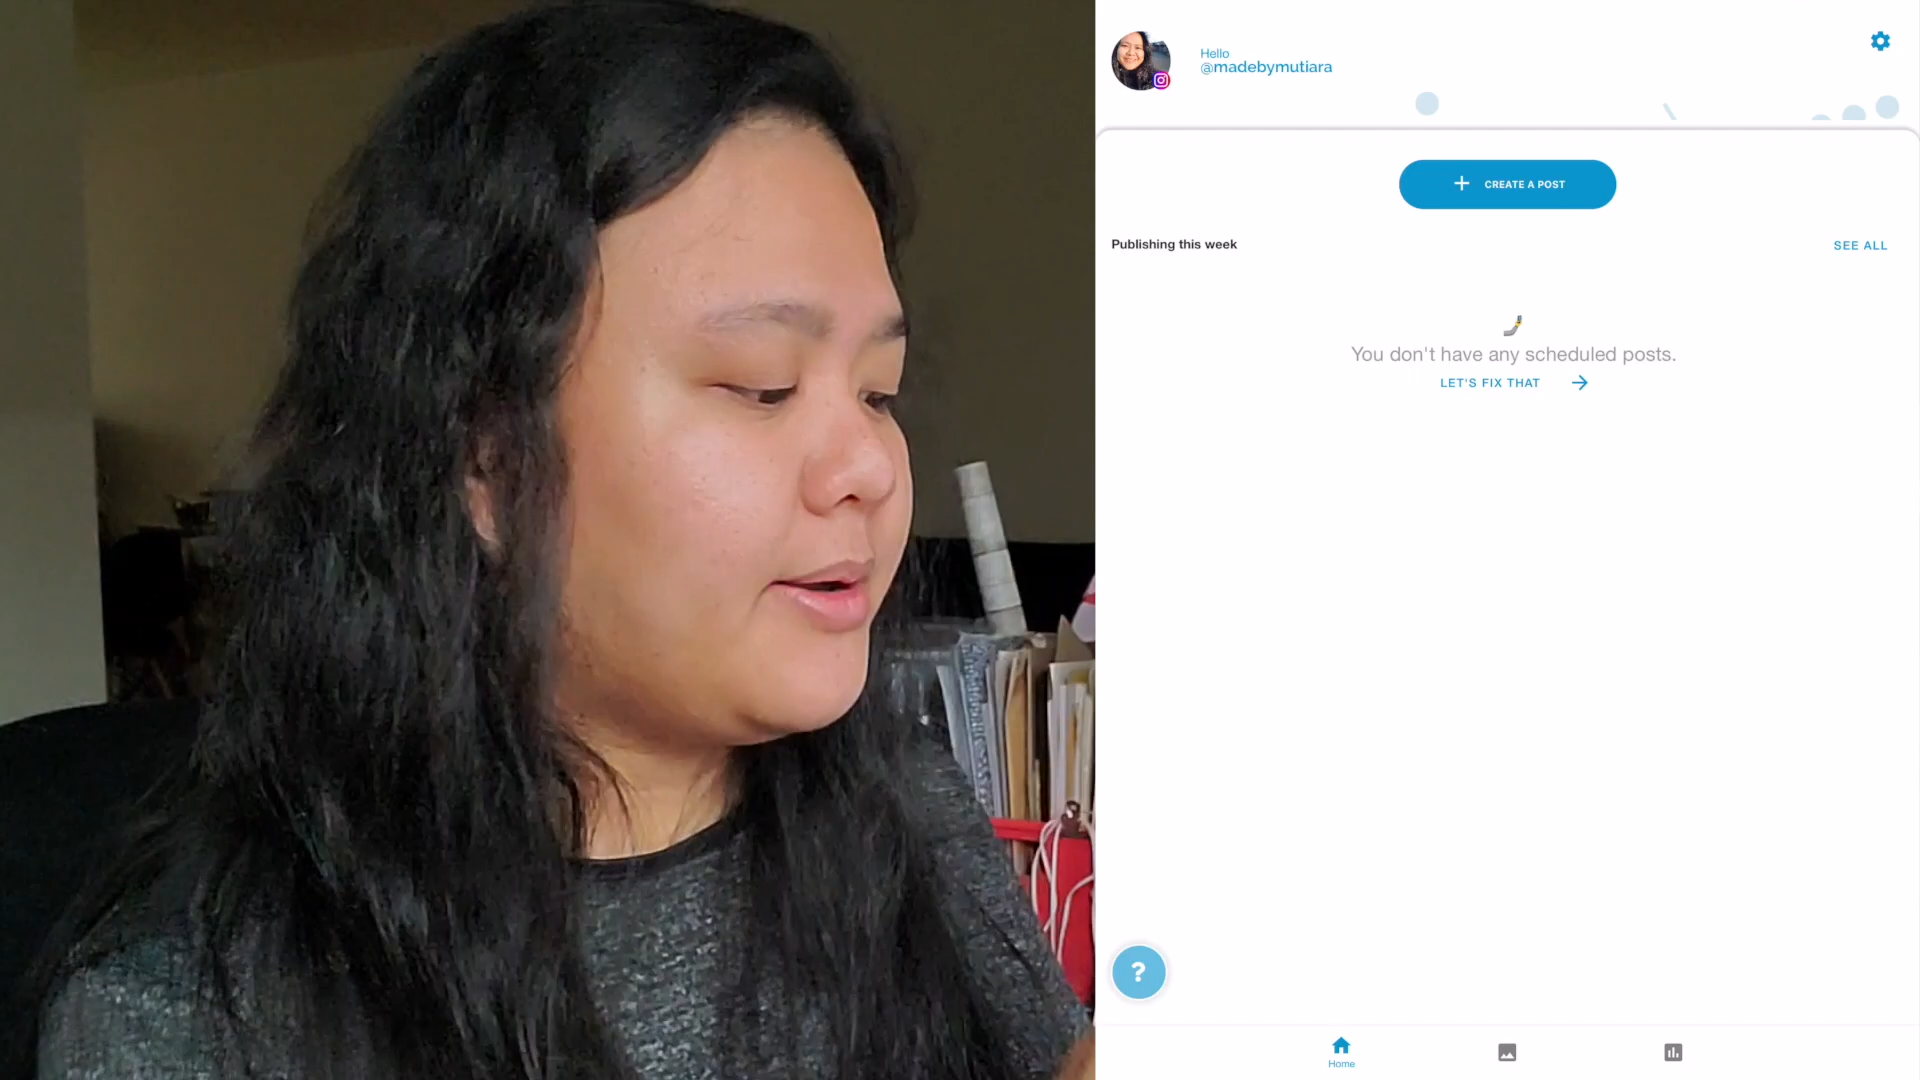 Hello
@madebymutiara
CREATE A POST
Publishing this week
SEE ALL
You don't have any scheduled posts.
LET'S FIX THAT
?
Home